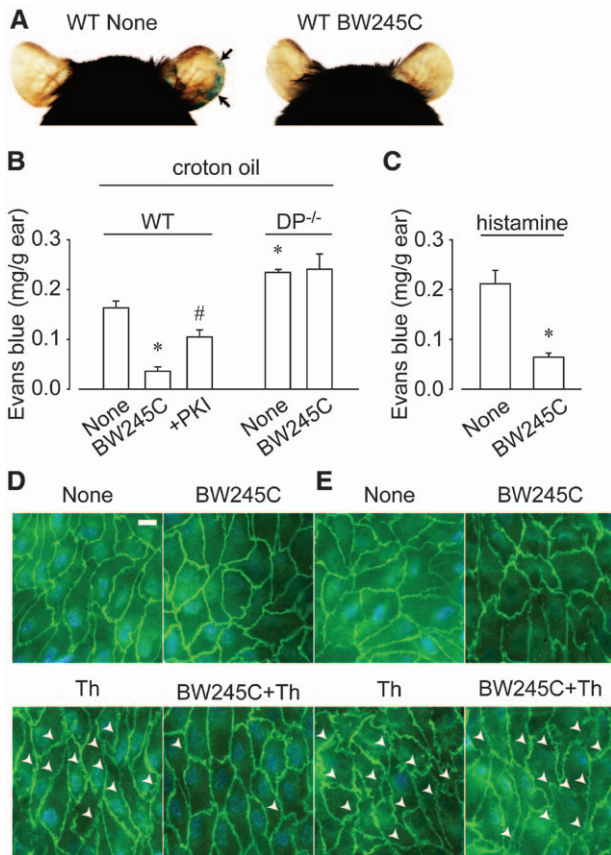 A
WT None
WT BW245C
B
croton oil
WT
DP-/-
Evans blue (mg/g ear)
0.3
0.2
0.1
0.0
*
#
*
None
BW245C
+PKI
None
BW245C
C
histamine
Evans blue (mg/g ear)
0.3
0.2
0.1
0.0
*
None
BW245C
D
None
BW245C
E
None
BW245C
Th
BW245C+Th
Th
BW245C+Th